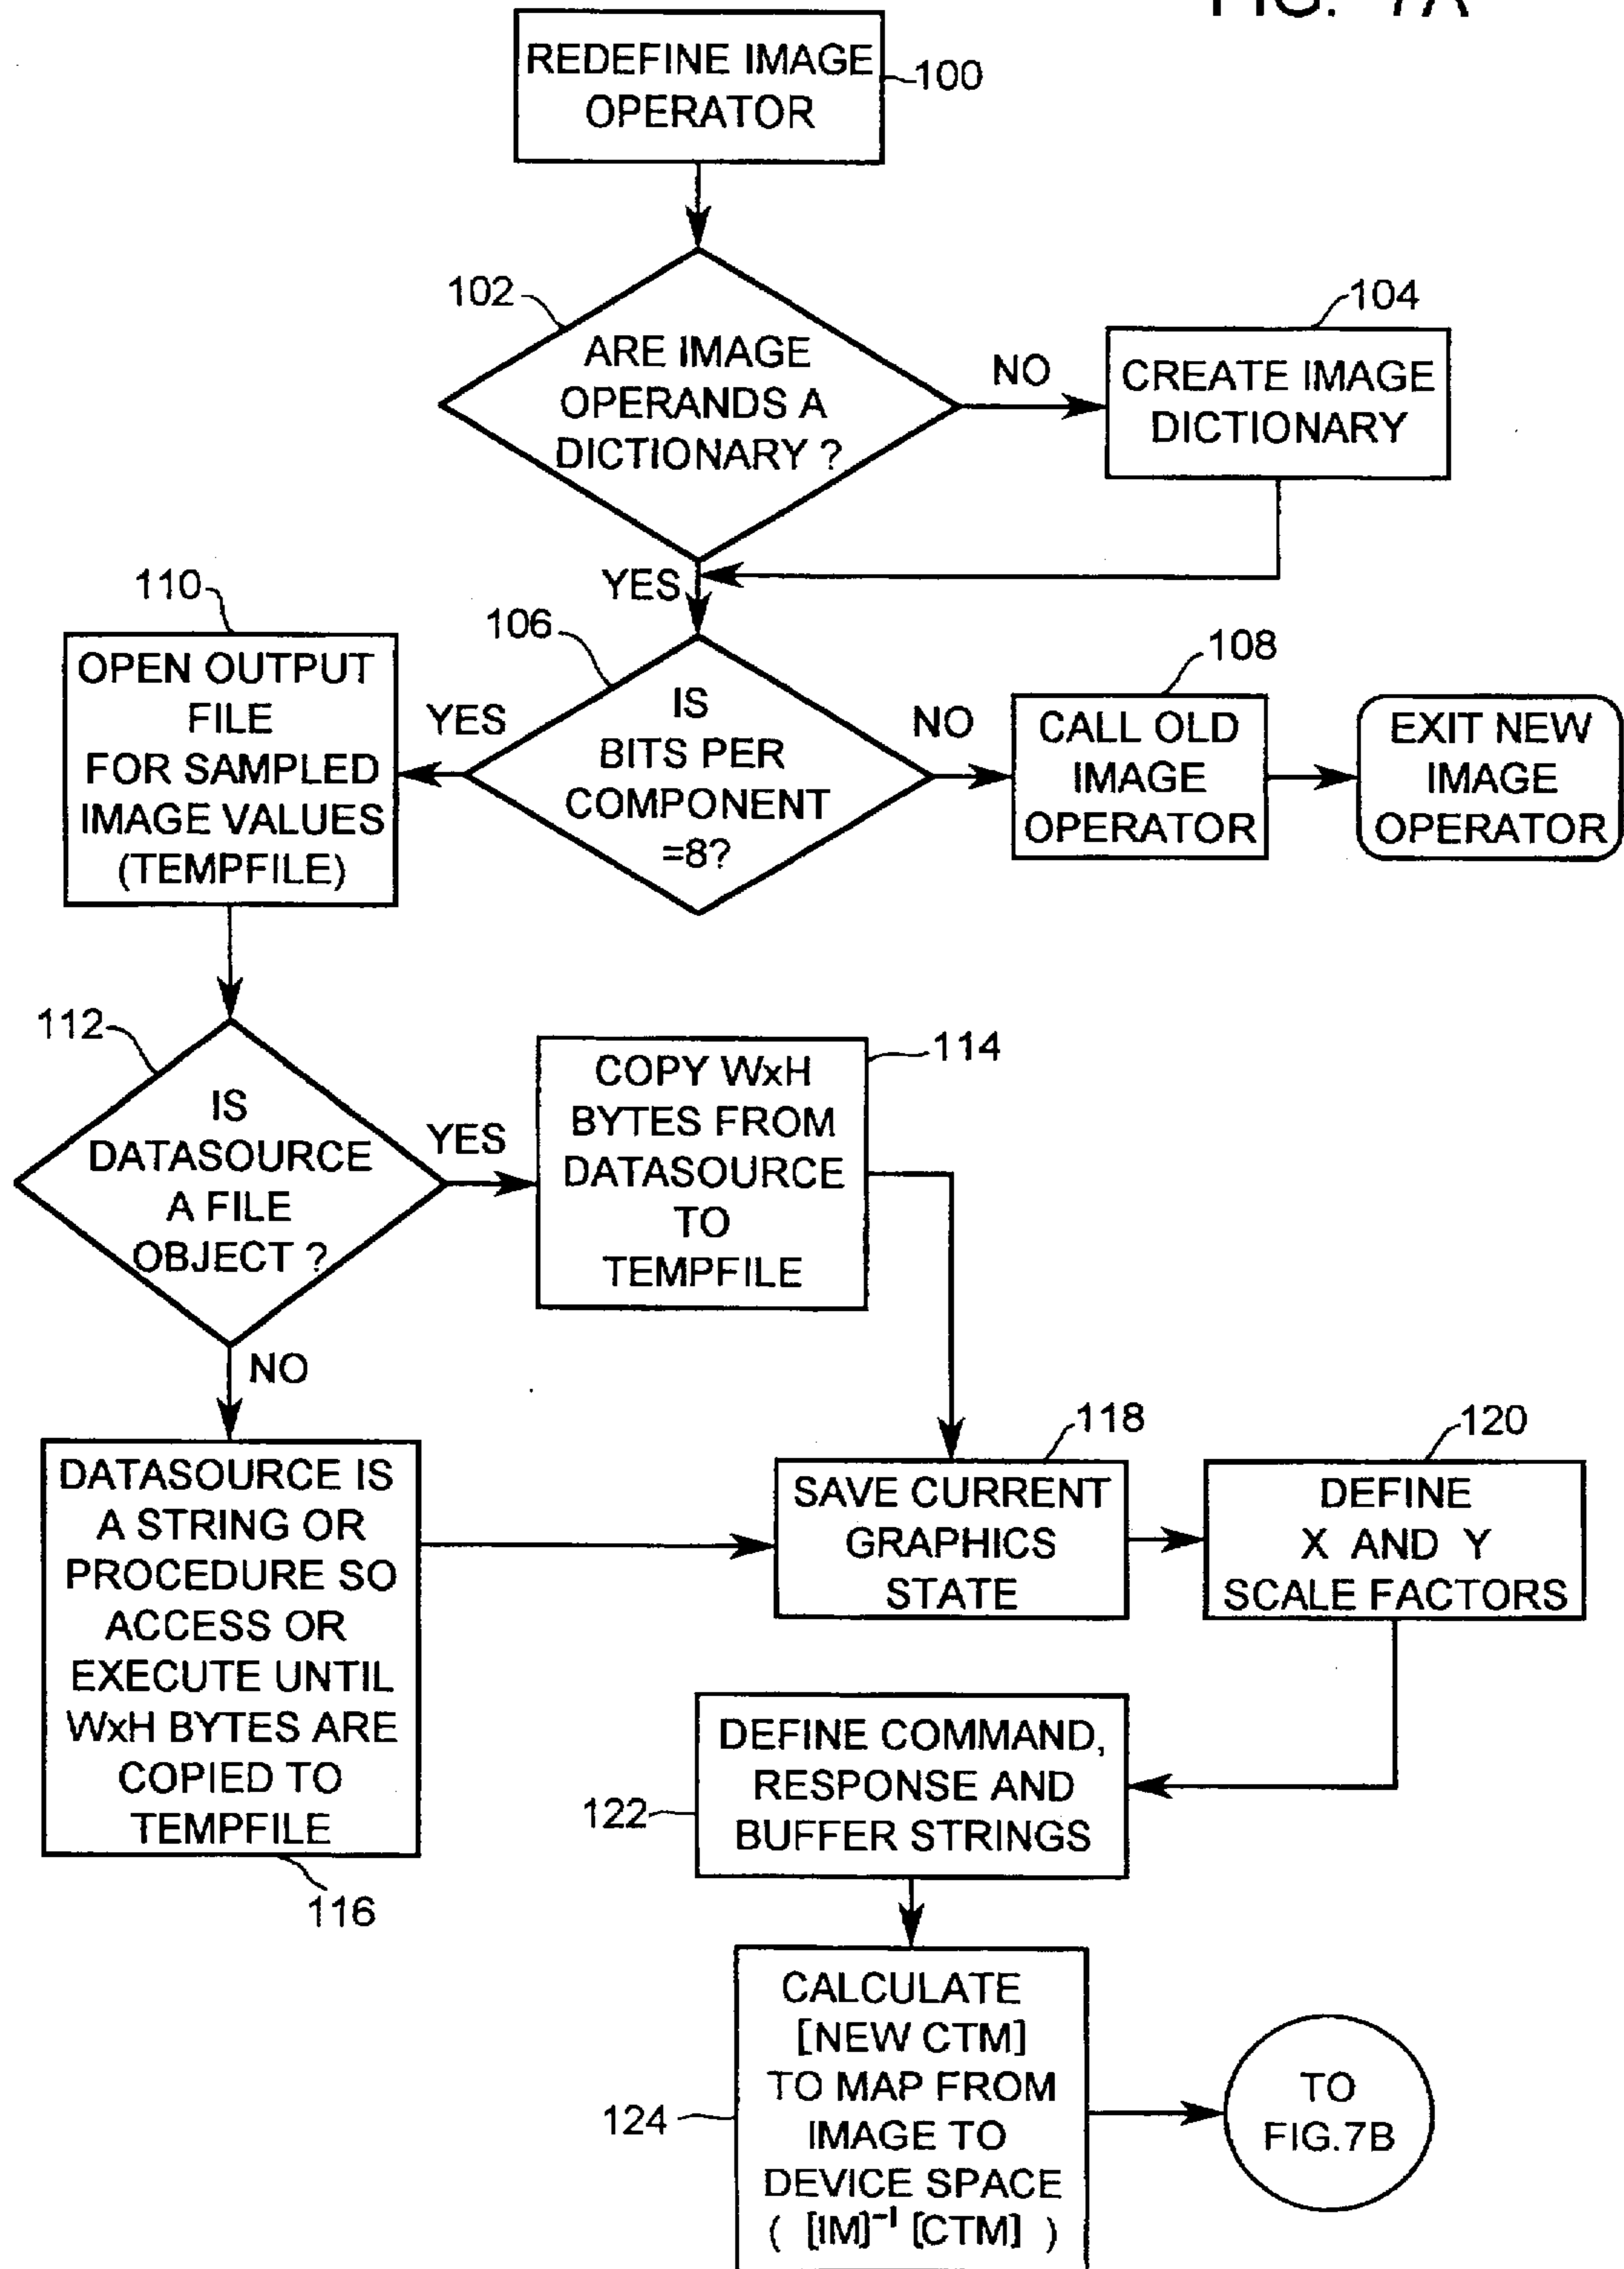 FIG. 7A
REDEFINE IMAGE
OPERATOR
100
102
ARE IMAGE
OPERANDS A
DICTIONARY ?
NO
104
CREATE IMAGE
DICTIONARY
YES
110
OPEN OUTPUT
FILE
FOR SAMPLED
IMAGE VALUES
(TEMPFILE)
YES
106
IS
BITS PER
COMPONENT
=8?
NO
108
CALL OLD
IMAGE
OPERATOR
EXIT NEW
IMAGE
OPERATOR
112
IS
DATASOURCE
A FILE
OBJECT ?
YES
114
COPY WxH
BYTES FROM
DATASOURCE
TO
TEMPFILE
NO
DATASOURCE IS
A STRING OR
PROCEDURE SO
ACCESS OR
EXECUTE UNTIL
WxH BYTES ARE
COPIED TO
TEMPFILE
116
118
SAVE CURRENT
GRAPHICS
STATE
120
DEFINE
X AND Y
SCALE FACTORS
122
DEFINE COMMAND,
RESPONSE AND
BUFFER STRINGS
124
CALCULATE
[NEW CTM]
TO MAP FROM
IMAGE TO
DEVICE SPACE
( [IM]⁻¹ [CTM] )
TO
FIG.7B